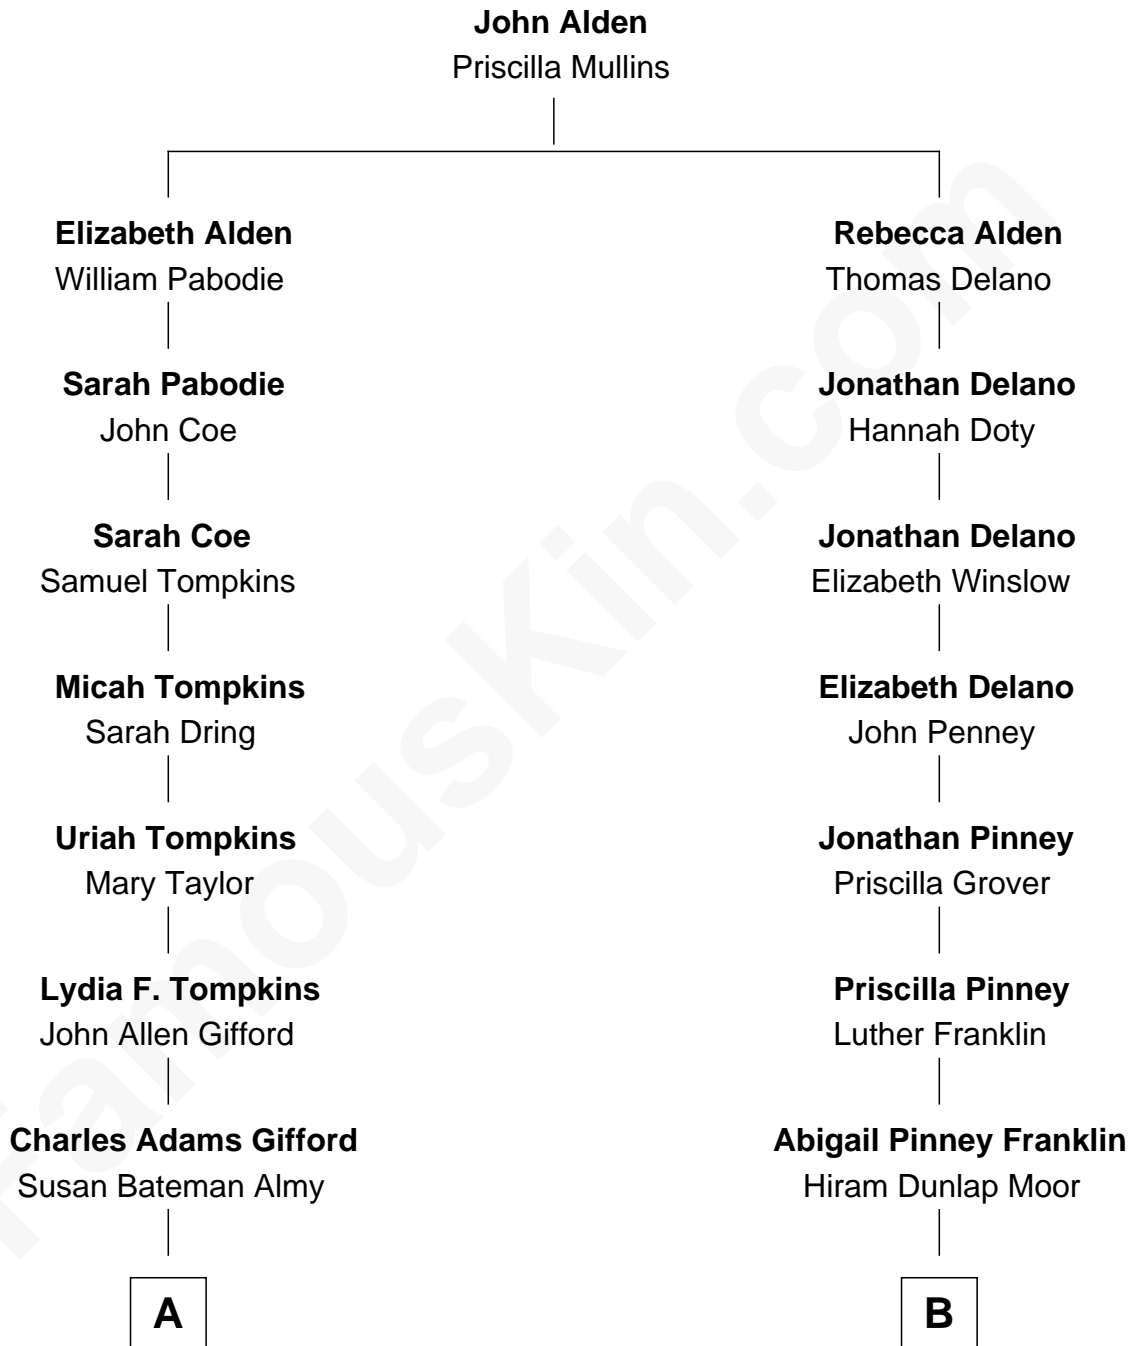 John Alden
Priscilla Mullins
Elizabeth Alden
William Pabodie
Rebecca Alden
Thomas Delano
Sarah Pabodie
John Coe
Jonathan Delano
Hannah Doty
Sarah Coe
Samuel Tompkins
Jonathan Delano
Elizabeth Winslow
Micah Tompkins
Sarah Dring
Elizabeth Delano
John Penney
Uriah Tompkins
Mary Taylor
Jonathan Pinney
Priscilla Grover
Lydia F. Tompkins
John Allen Gifford
Priscilla Pinney
Luther Franklin
Charles Adams Gifford
Susan Bateman Almy
Abigail Pinney Franklin
Hiram Dunlap Moor
A
B
FamousKin.com